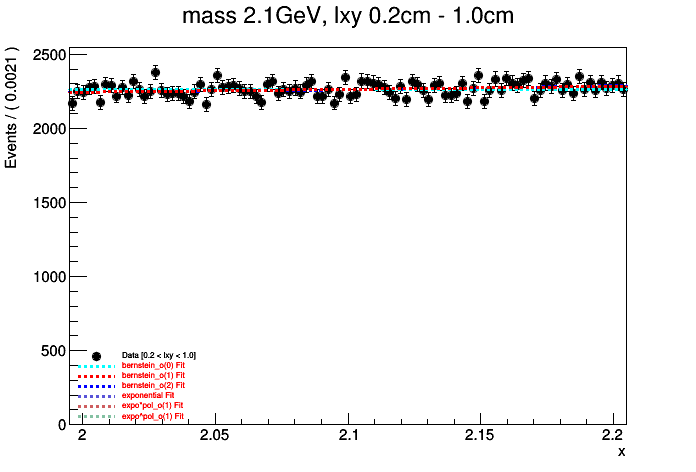 mass 2.1GeV, lxy 0.2cm - 1.0cm
Events / ( 0.0021 )
2500
2000
1500
1000
500
0
Data [0.2 < lxy < 1.0]
bernstein_o(0) Fit
bernstein_o(1) Fit
bernstein_o(2) Fit
exponential Fit
expo*pol_o(1) Fit
expo*pol_o(1) Fit
2
2.05
2.1
2.15
2.2
x